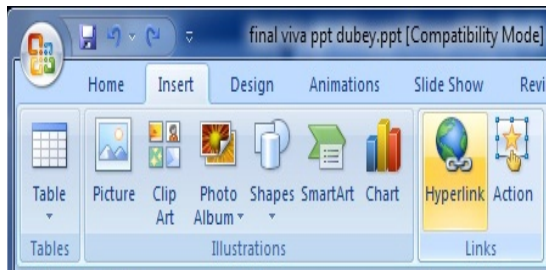 final viva ppt dubey.ppt [Compatibility Mode]
Home Insert Design Animations Slide Show Revi
Table Picture Clip Art Photo Album Shapes SmartArt Chart Hyperlink Action
Tables Illustrations Links